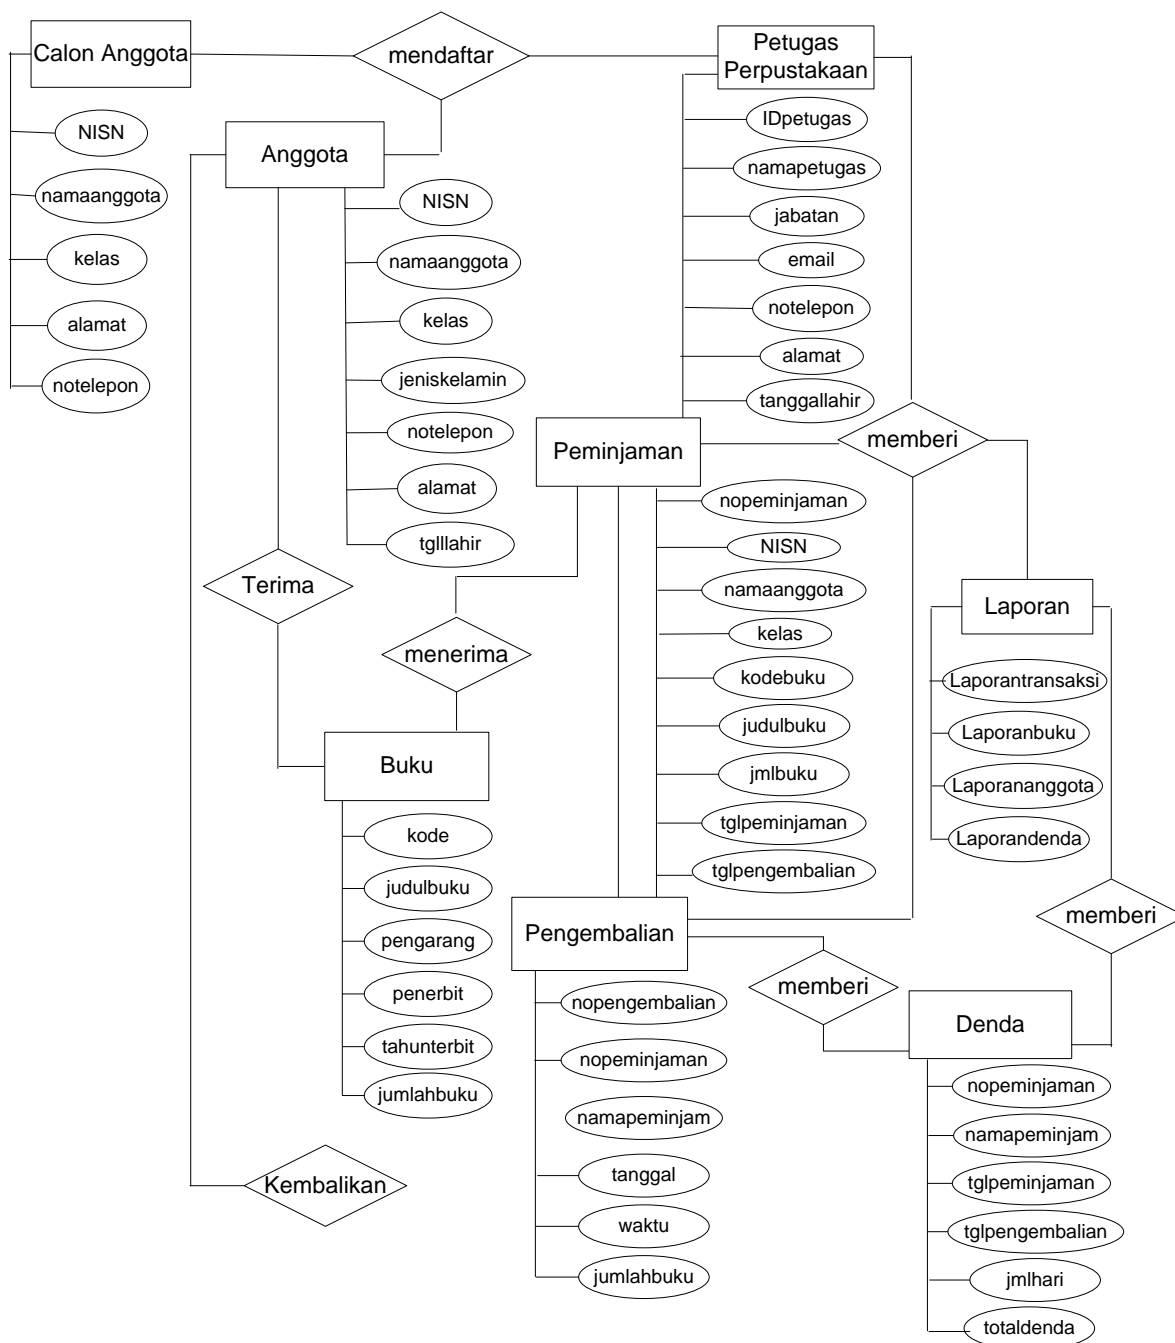 Calon Anggota
NISN
namaanggota
kelas
alamat
notelepon
mendaftar
Petugas
Perpustakaan
IDpetugas
namapetugas
jabatan
email
notelepon
alamat
tanggallahir
Anggota
NISN
namaanggota
kelas
jeniskelamin
notelepon
alamat
tglllahir
Peminjaman
nopeminjaman
NISN
namaanggota
kelas
kodebuku
judulbuku
jmlbuku
tglpeminjaman
tglpengembalian
memberi
Laporan
Laporantransaksi
Laporanbuku
Laporananggota
Laporandenda
Terima
menerima
Buku
kode
judulbuku
pengarang
penerbit
tahunterbit
jumlahbuku
Kembalikan
Pengembalian
nopengembalian
nopeminjaman
namapeminjam
tanggal
waktu
jumlahbuku
memberi
memberi
Denda
nopeminjaman
namapeminjam
tglpeminjaman
tglpengembalian
jmlhari
totaldenda